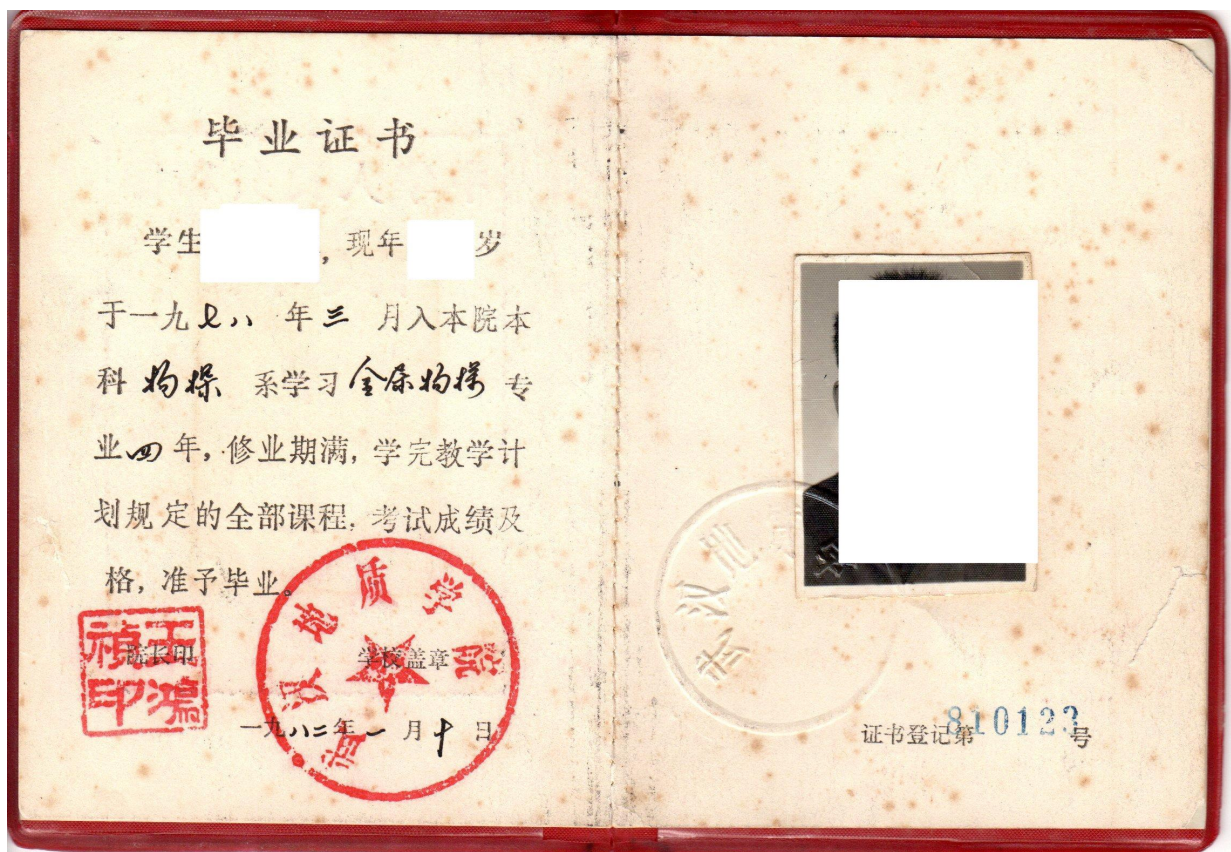 毕业证书
学生 ，现年 岁
于一九七八年三月入本院本
科物探系学习金属物探专
业四年，修业期满，学完教学计
划规定的全部课程，考试成绩及
格，准予毕业。
院长印 学校盖章
王鸿祯印
武汉地质学院
一九八二年一月十日
武汉地
证书登记第810123号